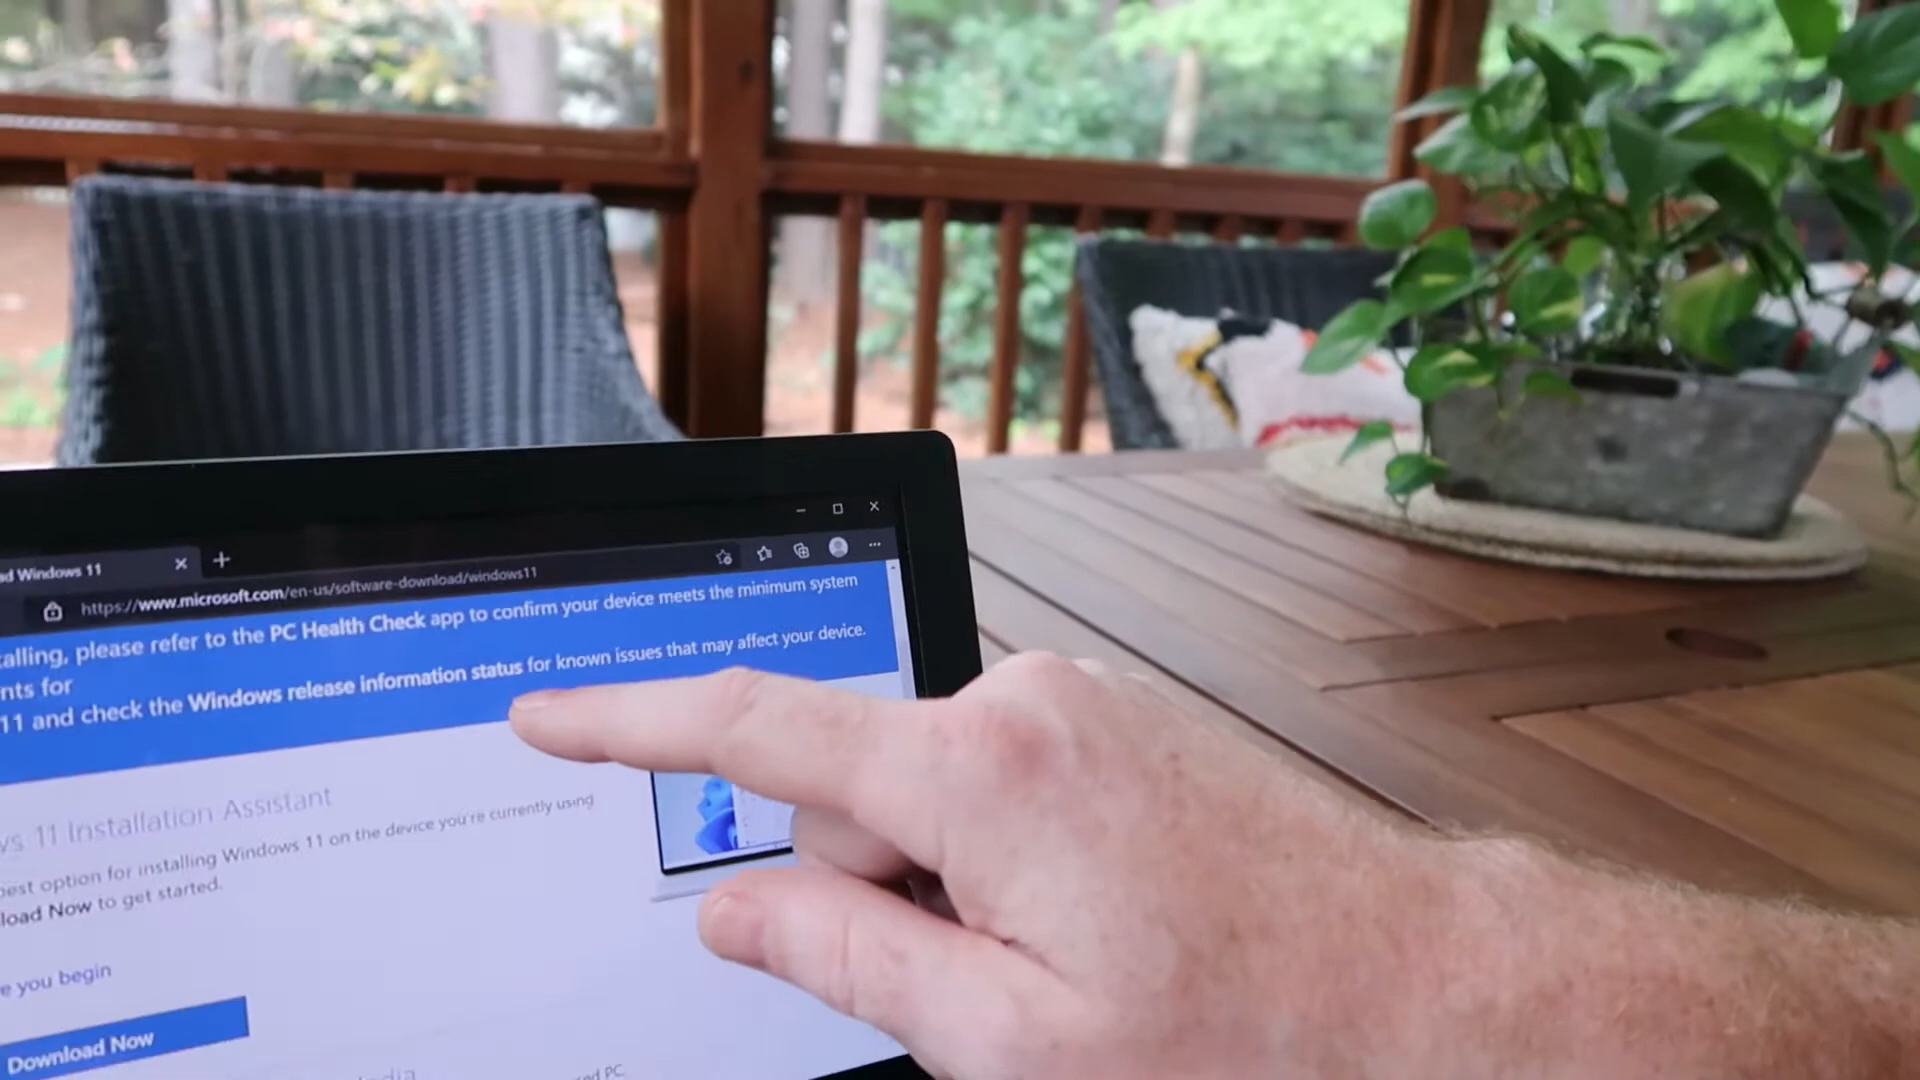 ad Windows 11
https://www.microsoft.com/en-us/software-download/windows11
alling, please refer to the PC Health Check app to confirm your device meets the minimum system
nts for
11 and check the Windows release information status for known issues that may affect your device.
ws 11 Installation Assistant
best option for installing Windows 11 on the device you're currently using
load Now to get started.
e you begin
Download Now
PC